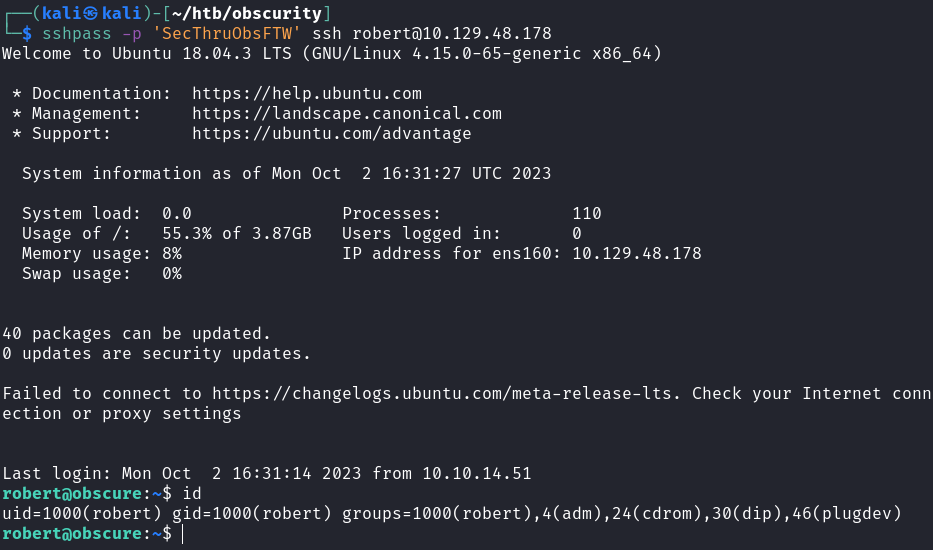 ┌──(kali㉿kali)-[~/htb/obscurity]
└─$ sshpass -p 'SecThruObsFTW' ssh robert@10.129.48.178
Welcome to Ubuntu 18.04.3 LTS (GNU/Linux 4.15.0-65-generic x86_64)
* Documentation:  https://help.ubuntu.com
* Management:     https://landscape.canonical.com
* Support:        https://ubuntu.com/advantage
System information as of Mon Oct  2 16:31:27 UTC 2023
System load:  0.0               Processes:             110
Usage of /:   55.3% of 3.87GB   Users logged in:       0
Memory usage: 8%                IP address for ens160: 10.129.48.178
Swap usage:   0%
40 packages can be updated.
0 updates are security updates.
Failed to connect to https://changelogs.ubuntu.com/meta-release-lts. Check your Internet conn
ection or proxy settings
Last login: Mon Oct  2 16:31:14 2023 from 10.10.14.51
robert@obscure:~$ id
uid=1000(robert) gid=1000(robert) groups=1000(robert),4(adm),24(cdrom),30(dip),46(plugdev)
robert@obscure:~$